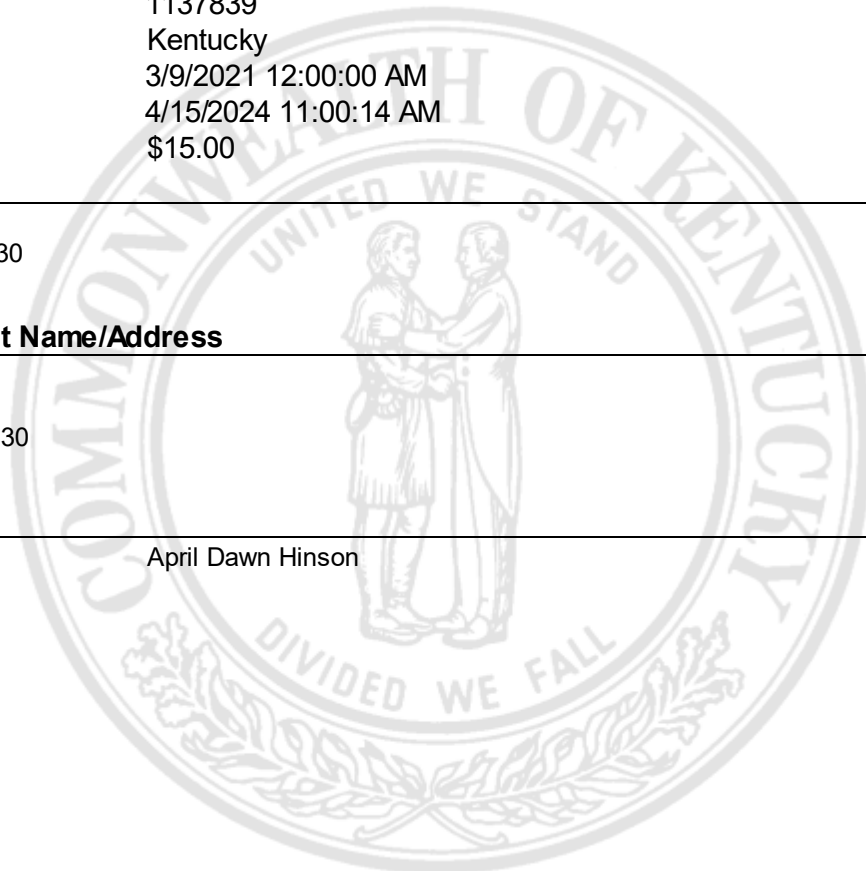 1137839
Kentucky
3/9/2021 12:00:00 AM
4/15/2024 11:00:14 AM
$15.00
30
t Name/Address
30
April Dawn Hinson
COMMONWEALTH OF KENTUCKY
UNITED WE STAND
DIVIDED WE FALL